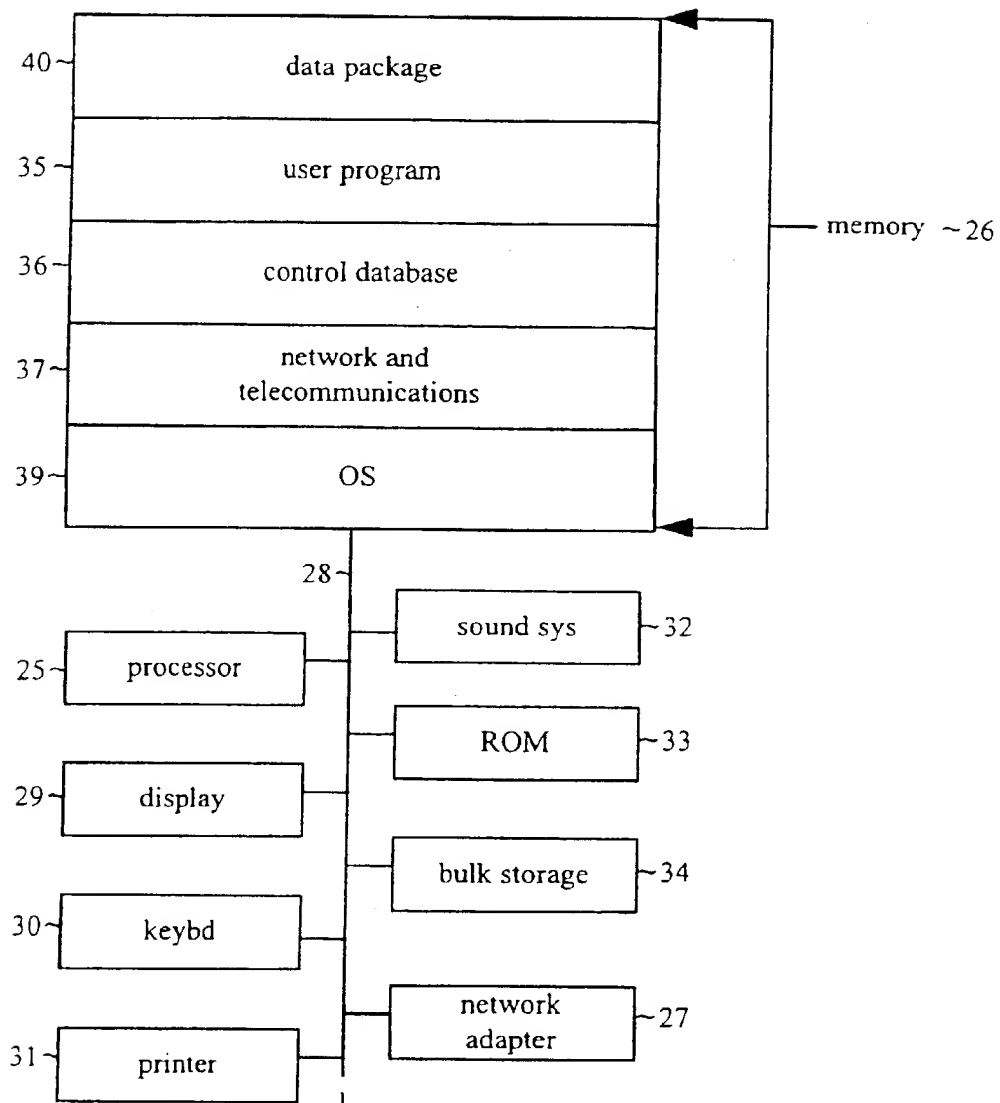 40~ data package
35~ user program
36~ control database
37~ network and
telecommunications
39~ OS
memory ~26
28~
sound sys ~32
25~ processor
ROM ~33
29~ display
bulk storage ~34
30~ keybd
network
adapter ~27
31~ printer